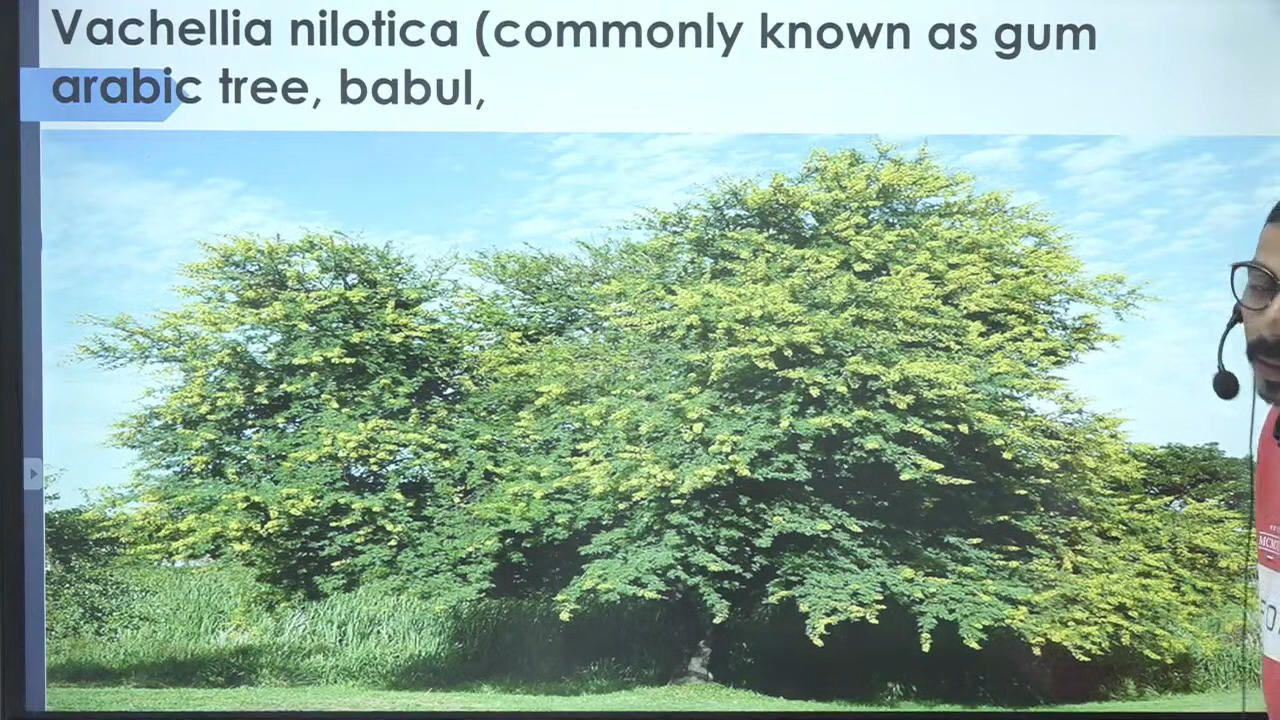 Vachellia nilotica (commonly known as gum
arabic tree, babul,